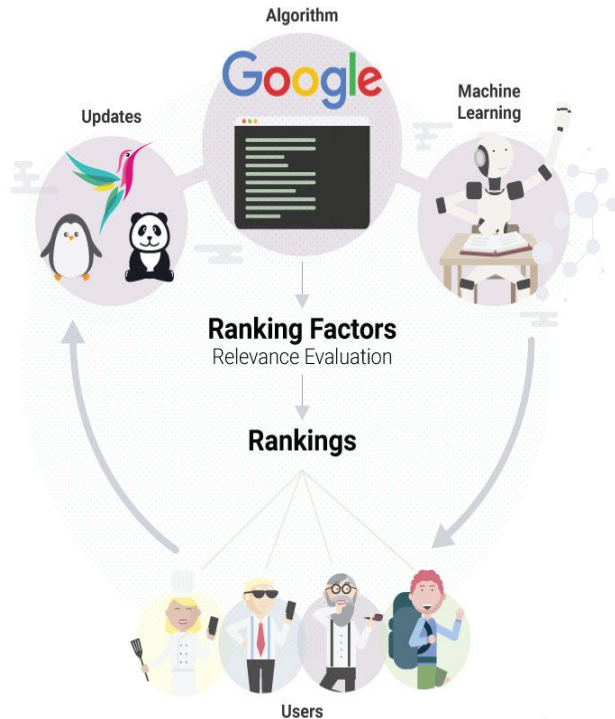 Algorithm
Google
Updates
Machine
Learning
Ranking Factors
Relevance Evaluation
Rankings
Users